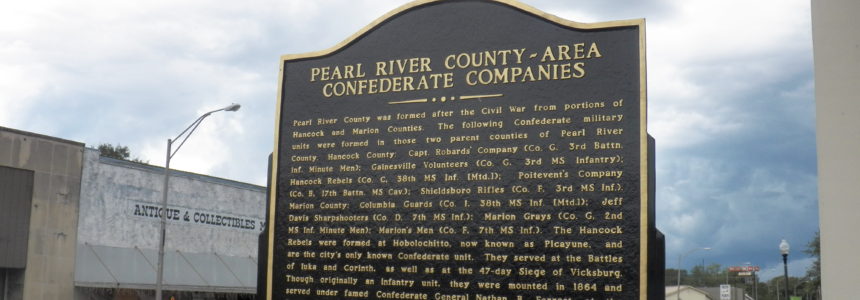 PEARL RIVER COUNTY-AREA
CONFEDERATE COMPANIES
Pearl River County was formed after the Civil War from portions of
Hancock and Marion Counties. The following Confederate military
units were formed in those two parent counties of Pearl River
County. Hancock County: Capt. Robards' Company (Co. G, 3rd Battn.
Inf. Minute Men); Gainesville Volunteers (Co. G, 3rd MS Infantry);
Hancock Rebels (Co. C, 38th MS Inf. [Mtd.]); Poitevent's Company
(Co. B, 17th Battn. MS Cav.); Shieldsboro Rifles (Co. F, 3rd MS Inf.).
Marion County: Columbia Guards (Co. I, 38th MS Inf. [Mtd.]); Jeff
Davis Sharpshooters (Co. D, 7th MS Inf.); Marion Grays (Co. G, 2nd
MS Inf. Minute Men); Marion's Men (Co. F, 7th MS Inf.). The Hancock
Rebels were formed at Hobolochitto, now known as Picayune, and
are the city's only known Confederate unit. They served at the Battles
of Iuka and Corinth, as well as at the 47-day Siege of Vicksburg.
Though originally an infantry unit, they were mounted in 1864 and
served under famed Confederate General Nathan B. Forrest
ANTIQUE & COLLECTIBLES